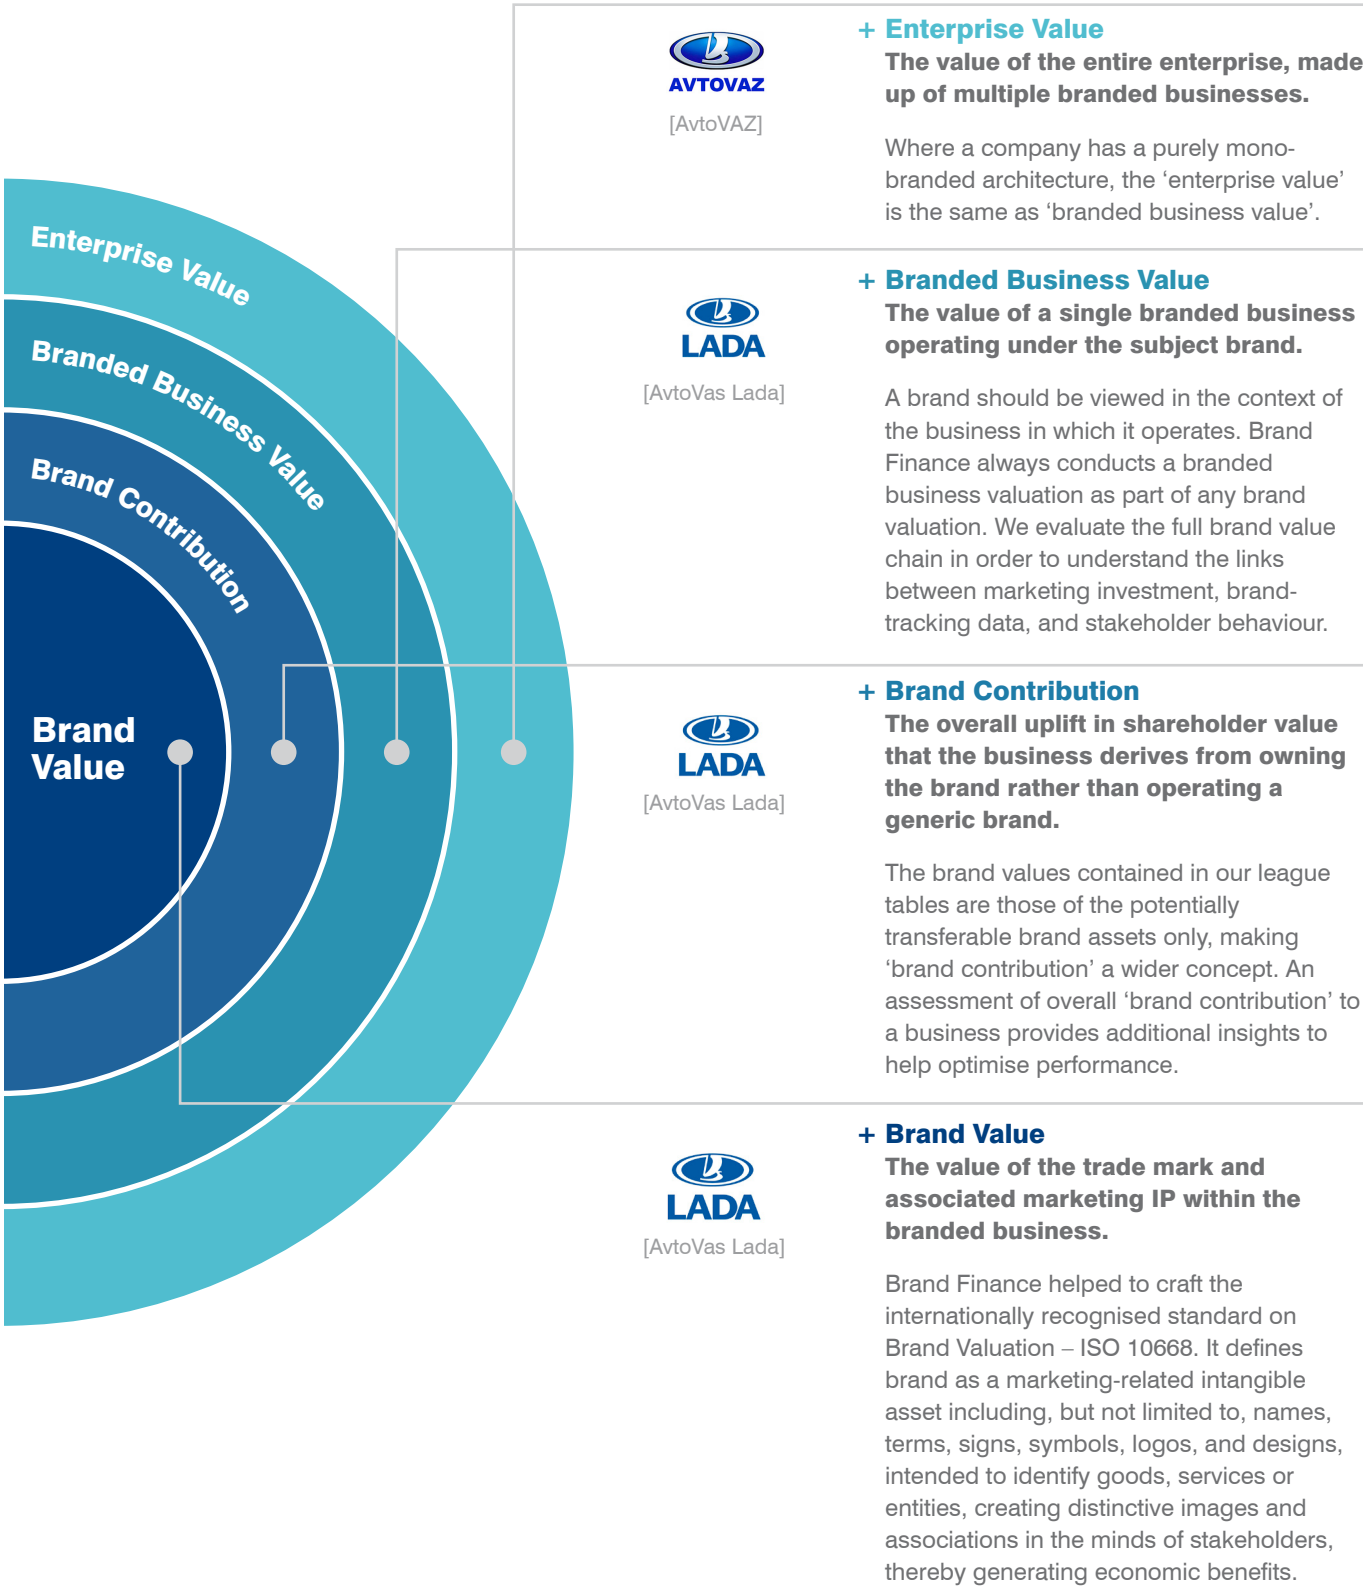 AVTOVAZ
[AvtoVAZ]
+ Enterprise Value
The value of the entire enterprise, made
up of multiple branded businesses.
Where a company has a purely mono-
branded architecture, the ‘enterprise value’
is the same as ‘branded business value’.
Enterprise Value
Branded Business Value
Brand Contribution
Brand
Value
LADA
[AvtoVas Lada]
+ Branded Business Value
The value of a single branded business
operating under the subject brand.
A brand should be viewed in the context of
the business in which it operates. Brand
Finance always conducts a branded
business valuation as part of any brand
valuation. We evaluate the full brand value
chain in order to understand the links
between marketing investment, brand-
tracking data, and stakeholder behaviour.
LADA
[AvtoVas Lada]
+ Brand Contribution
The overall uplift in shareholder value
that the business derives from owning
the brand rather than operating a
generic brand.
The brand values contained in our league
tables are those of the potentially
transferable brand assets only, making
‘brand contribution’ a wider concept. An
assessment of overall ‘brand contribution’ to
a business provides additional insights to
help optimise performance.
LADA
[AvtoVas Lada]
+ Brand Value
The value of the trade mark and
associated marketing IP within the
branded business.
Brand Finance helped to craft the
internationally recognised standard on
Brand Valuation – ISO 10668. It defines
brand as a marketing-related intangible
asset including, but not limited to, names,
terms, signs, symbols, logos, and designs,
intended to identify goods, services or
entities, creating distinctive images and
associations in the minds of stakeholders,
thereby generating economic benefits.